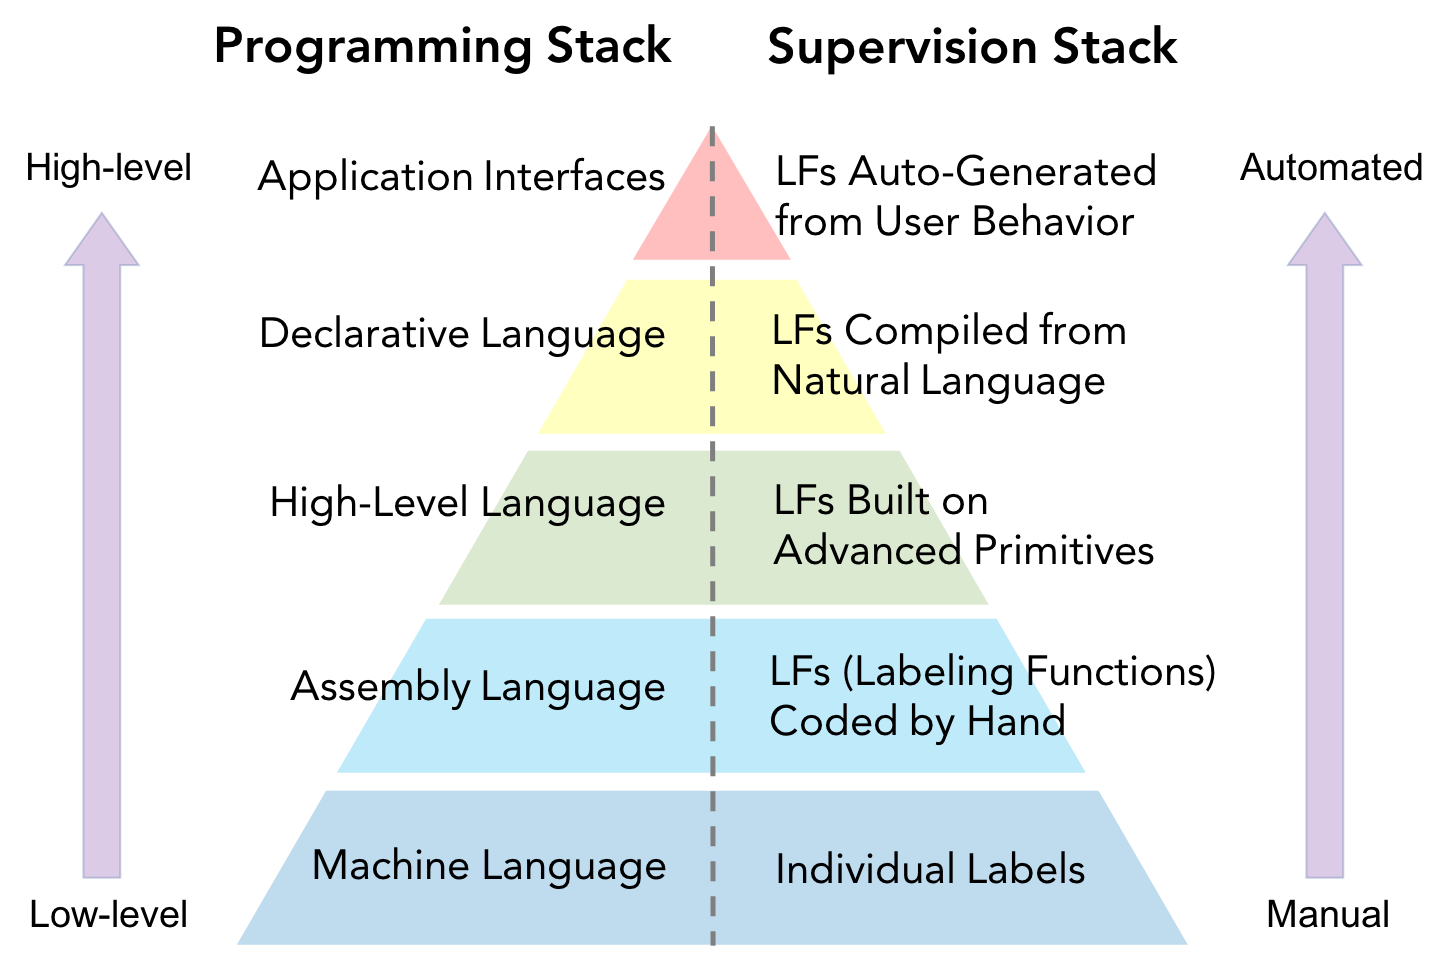 Programming Stack
Supervision Stack
High-level
Application Interfaces
LFs Auto-Generated
from User Behavior
Automated
Declarative Language
LFs Compiled from
Natural Language
High-Level Language
LFs Built on
Advanced Primitives
Assembly Language
LFs (Labeling Functions)
Coded by Hand
Machine Language
Individual Labels
Low-level
Manual